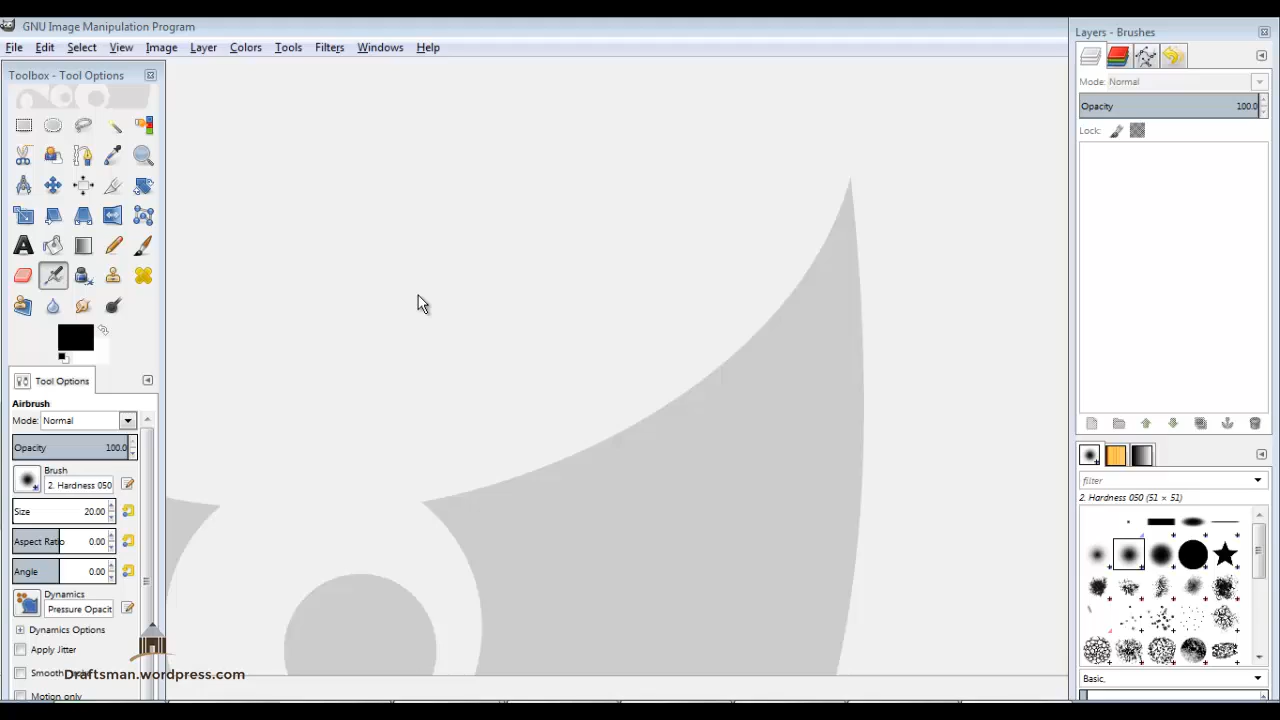 GNU Image Manipulation Program
File Edit Select View Image Layer Colors Tools Filters Windows Help
Toolbox - Tool Options
Tool Options
Airbrush
Mode: Normal
Opacity 100.0
Brush
2. Hardness 050
Size 20.00
Aspect Ratio 0.00
Angle 0.00
Dynamics
Pressure Opacit
Dynamics Options
Apply Jitter
Smooth
Draftsman.wordpress.com
Motion only
Layers - Brushes
Mode: Normal
Opacity 100.0
Lock:
filter
2. Hardness 050 (51 × 51)
Basic,